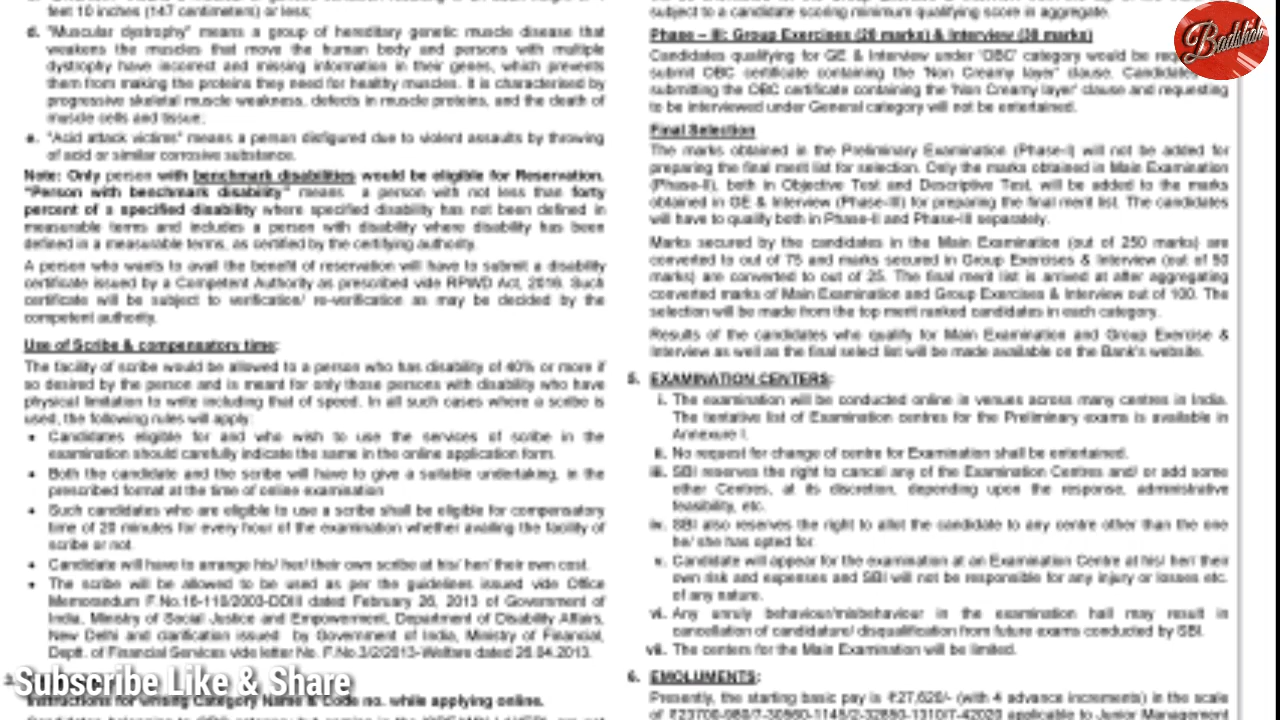 feet 10 inches (147 centimeters) or less;
d. "Muscular dystrophy" means a group of hereditary genetic muscle disease that
weakens the muscles that move the human body and persons with multiple
dystrophy have incorrect and missing information in their genes, which prevents
them from making the proteins they need for healthy muscles. It is characterised by
progressive skeletal muscle weakness, defects in muscle proteins, and the death of
muscle cells and tissue;
e. "Acid attack victims" means a person disfigured due to violent assaults by throwing
of acid or similar corrosive substance.
Note: Only person with benchmark disabilities would be eligible for Reservation.
"Person with benchmark disability" means a person with not less than forty
percent of a specified disability where specified disability has not been defined in
measurable terms and includes a person with disability where disability has been
defined in a measurable terms, as certified by the certifying authority.
A person who wants to avail the benefit of reservation will have to submit a disability
certificate issued by a Competent Authority as prescribed vide RPWD Act, 2016. Such
certificate will be subject to verification/ re-verification as may be decided by the
competent authority.
Use of Scribe & compensatory time:
The facility of scribe would be allowed to a person who has disability of 40% or more if
so desired by the person and is meant for only those persons with disability who have
physical limitation to write including that of speed. In all such cases where a scribe is
used, the following rules will apply:
• Candidates eligible for and who wish to use the services of scribe in the
examination should carefully indicate the same in the online application form.
• Both the candidate and the scribe will have to give a suitable undertaking, in the
prescribed format at the time of online examination
• Such candidates who are eligible to use a scribe shall be eligible for compensatory
time of 20 minutes for every hour of the examination whether availing the facility of
scribe or not.
• Candidate will have to arrange his/ her/ their own scribe at his/ her/ their own cost.
• The scribe will be allowed to be used as per the guidelines issued vide Office
Memorandum F.No.16-110/2003-DDIII dated February 26, 2013 of Government of
India, Ministry of Social Justice and Empowerment, Department of Disability Affairs,
New Delhi and clarification issued by Government of India, Ministry of Financial,
Deptt. of Financial Services vide letter No. F.No.3/2/2013-Welfare dated 26.04.2013.
Instructions for writing Category Name & Code no. while applying online.
subject to a candidate scoring minimum qualifying score in aggregate.
Phase – III: Group Exercises (20 marks) & Interview (30 marks)
Candidates qualifying for GE & Interview under 'OBC' category would be
submit OBC certificate containing the 'Non Creamy layer' clause.
submitting the OBC certificate containing the 'Non Creamy layer' clause and requesting
to be interviewed under General category will not be entertained.
Final Selection
The marks obtained in the Preliminary Examination (Phase-I) will not be added for
preparing the final merit list for selection. Only the marks obtained in Main Examination
(Phase-II), both in Objective Test and Descriptive Test, will be added to the marks
obtained in GE & Interview (Phase-III) for preparing the final merit list. The candidates
will have to qualify both in Phase-II and Phase-III separately.
Marks secured by the candidates in the Main Examination (out of 250 marks) are
converted to out of 75 and marks secured in Group Exercises & Interview (out of 50
marks) are converted to out of 25. The final merit list is arrived at after aggregating
converted marks of Main Examination and Group Exercises & Interview out of 100. The
selection will be made from the top merit ranked candidates in each category.
Results of the candidates who qualify for Main Examination and Group Exercise &
Interview as well as the final select list will be made available on the Bank's website.
5. EXAMINATION CENTERS:
i. The examination will be conducted online in venues across many centres in India.
The tentative list of Examination centres for the Preliminary exams is available in
Annexure I.
ii. No request for change of centre for Examination shall be entertained.
iii. SBI reserves the right to cancel any of the Examination Centres and/ or add some
other Centres, at its discretion, depending upon the response, administrative
feasibility, etc.
iv. SBI also reserves the right to allot the candidate to any centre other than the one
he/ she has opted for.
v. Candidate will appear for the examination at an Examination Centre at his/ her/ their
own risk and expenses and SBI will not be responsible for any injury or losses etc.
of any nature.
vi. Any unruly behaviour/misbehaviour in the examination hall may result in
cancellation of candidature/ disqualification from future exams conducted by SBI.
vii. The centers for the Main Examination will be limited.
6. EMOLUMENTS:
Presently, the starting basic pay is ₹27,620/- (with 4 advance increments) in the scale
of ₹23700-980/7-30560-1145/2-32850-1310/7-42020 applicable to Junior Management
Badshah
Subscribe Like & Share